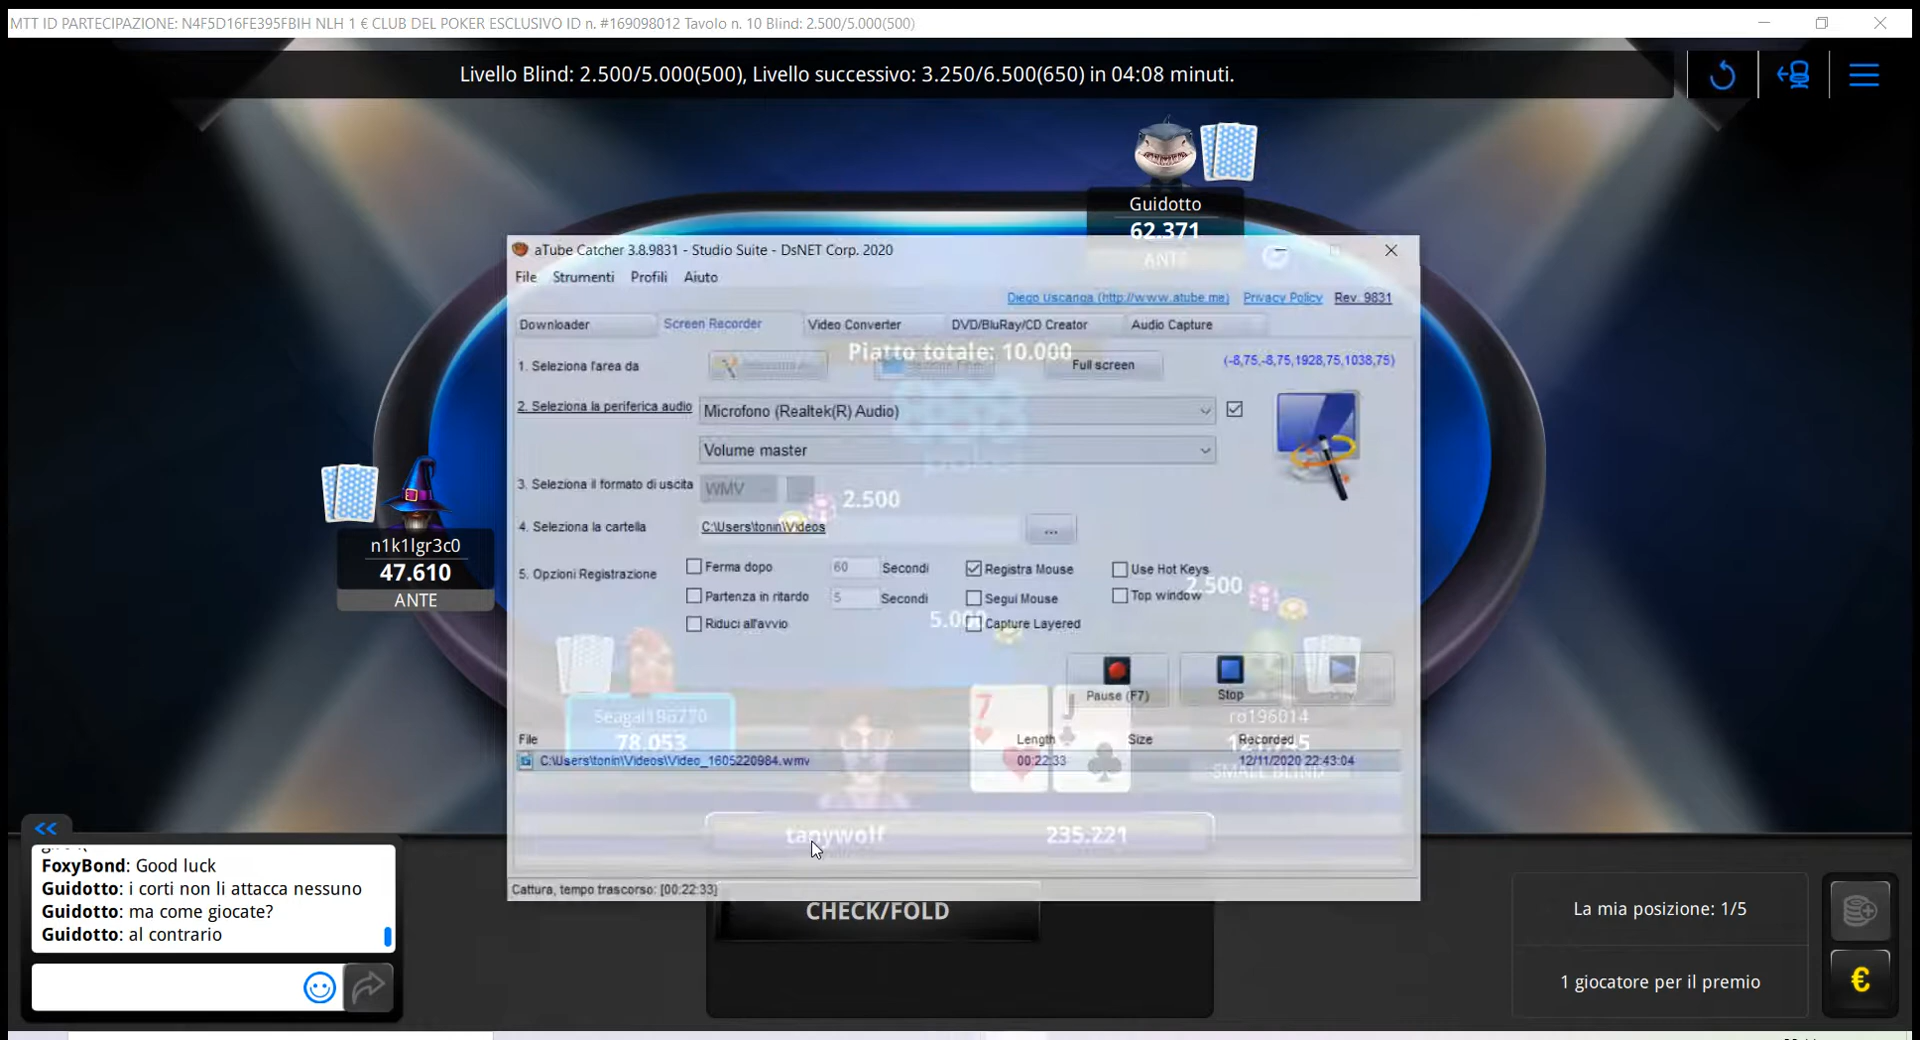 MTT ID PARTECIPAZIONE: N4F5D16FE395FBIH NLH 1 € CLUB DEL POKER ESCLUSIVO ID n. #169098012 Tavolo n. 10 Blind: 2.500/5.000(500)
Livello Blind: 2.500/5.000(500), Livello successivo: 3.250/6.500(650) in 04:08 minuti.
Guidotto
62.371
ANTE
aTube Catcher 3.8.9831 - Studio Suite - DsNET Corp. 2020
File Strumenti Profili Aiuto
Diego Uscanga (http://www.atube.me) Privacy Policy Rev. 9831
Downloader Screen Recorder Video Converter DVD/BluRay/CD Creator Audio Capture
Piatto totale: 10.000
1. Seleziona l'area da Full screen (-8,75,-8,75,1928,75,1038,75)
2. Seleziona la periferica audio Microfono (Realtek(R) Audio)
Volume master
3. Seleziona il formato di uscita WMV
2.500
4. Seleziona la cartella C:\Users\tonin\Videos ...
n1k1lgr3c0
47.610
ANTE
5. Opzioni Registrazione
Ferma dopo 60 Secondi Registra Mouse Use Hot Keys
2.500
Partenza in ritardo 5 Secondi Segui Mouse Top window
5.000
Riduci all'avvio Capture Layered
Pause (F7) Stop
7 J
Seagal196770 ro196014
78.053
File Length Size Recorded
C:\Users\tonin\Videos\Video_1605220984.wmv 00:22:33 12/11/2020 22:43:04
SMALL BLIND
tanywolf 235.221
Cattura, tempo trascorso: [00:22:33]
CHECK/FOLD
FoxyBond: Good luck
Guidotto: i corti non li attacca nessuno
Guidotto: ma come giocate?
Guidotto: al contrario
La mia posizione: 1/5
1 giocatore per il premio
€